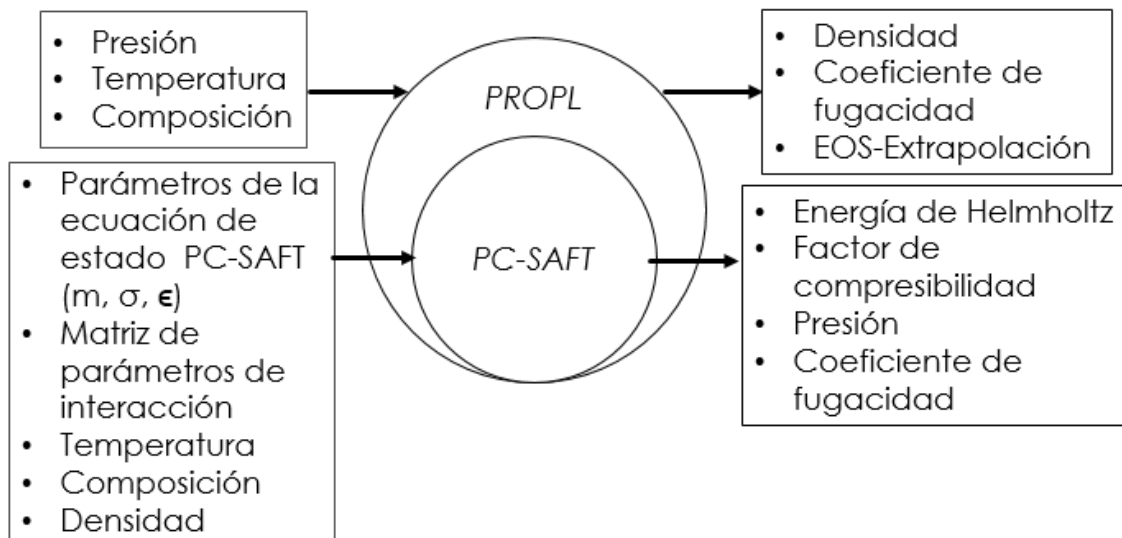 • Presión
• Temperatura
• Composición
• Parámetros de la
ecuación de
estado PC-SAFT
(m, σ, ϵ)
• Matriz de
parámetros de
interacción
• Temperatura
• Composición
• Densidad
PROPL
PC-SAFT
• Densidad
• Coeficiente de
fugacidad
• EOS-Extrapolación
• Energía de Helmholtz
• Factor de
compresibilidad
• Presión
• Coeficiente de
fugacidad